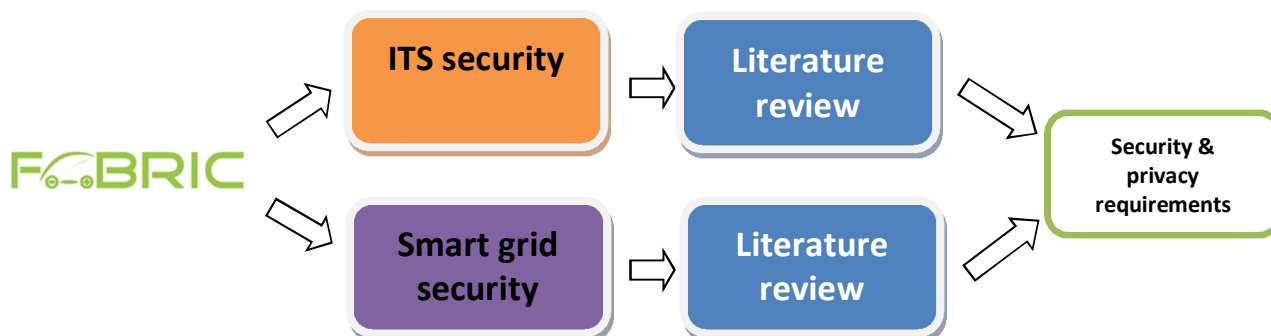 FABRIC
ITS security
Literature
review
Smart grid
security
Literature
review
Security &
privacy
requirements